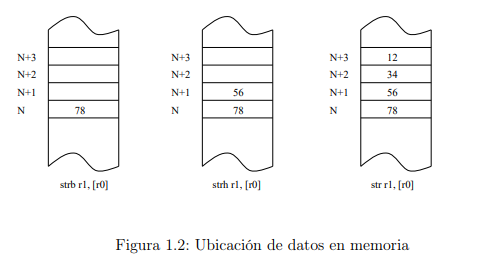 N+3 N+3 N+3 12
N+2 N+2 N+2 34
N+1 N+1 56 N+1 56
N 78 N 78 N 78
strb r1, [r0] strh r1, [r0] str r1, [r0]
Figura 1.2: Ubicación de datos en memoria